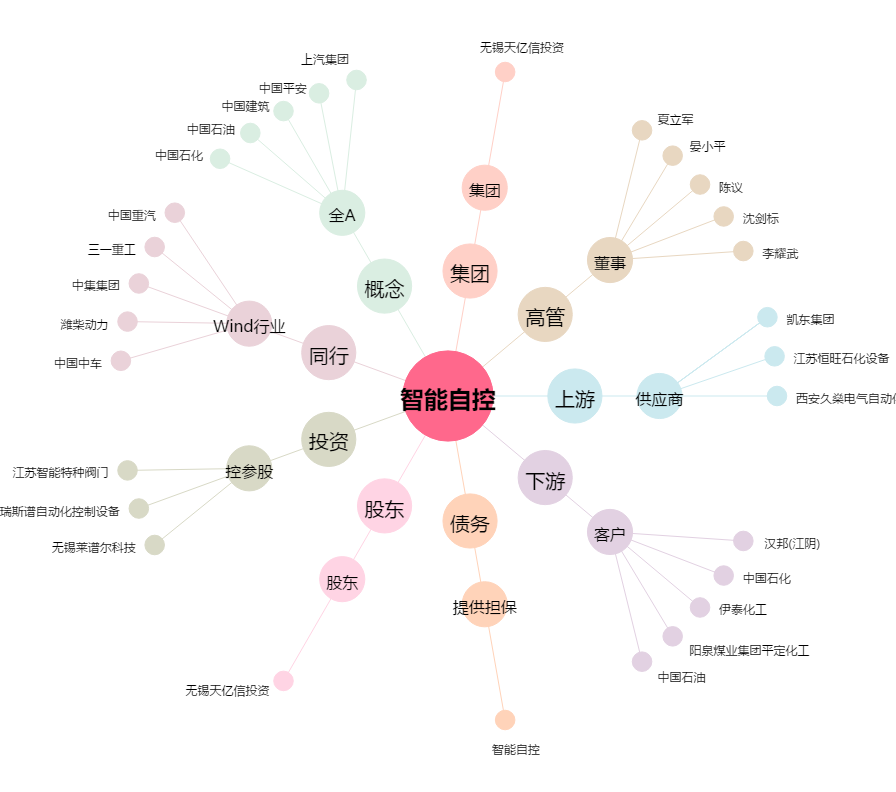 无锡天亿信投资
上汽集团
中国平安
中国建筑
中国石油
中国石化
夏立军
晏小平
陈议
沈剑标
李耀武
集团
全A
董事
中国重汽
三一重工
中集集团
潍柴动力
中国中车
集团
概念
高管
Wind行业
同行
凯东集团
江苏恒旺石化设备
西安久燊电气自动
智能自控
上游
供应商
投资
控参股
江苏智能特种阀门
瑞斯谱自动化控制设备
无锡莱谱尔科技
股东
债务
下游
客户
汉邦(江阴)
中国石化
伊泰化工
阳泉煤业集团平定化工
中国石油
股东
提供担保
无锡天亿信投资
智能自控